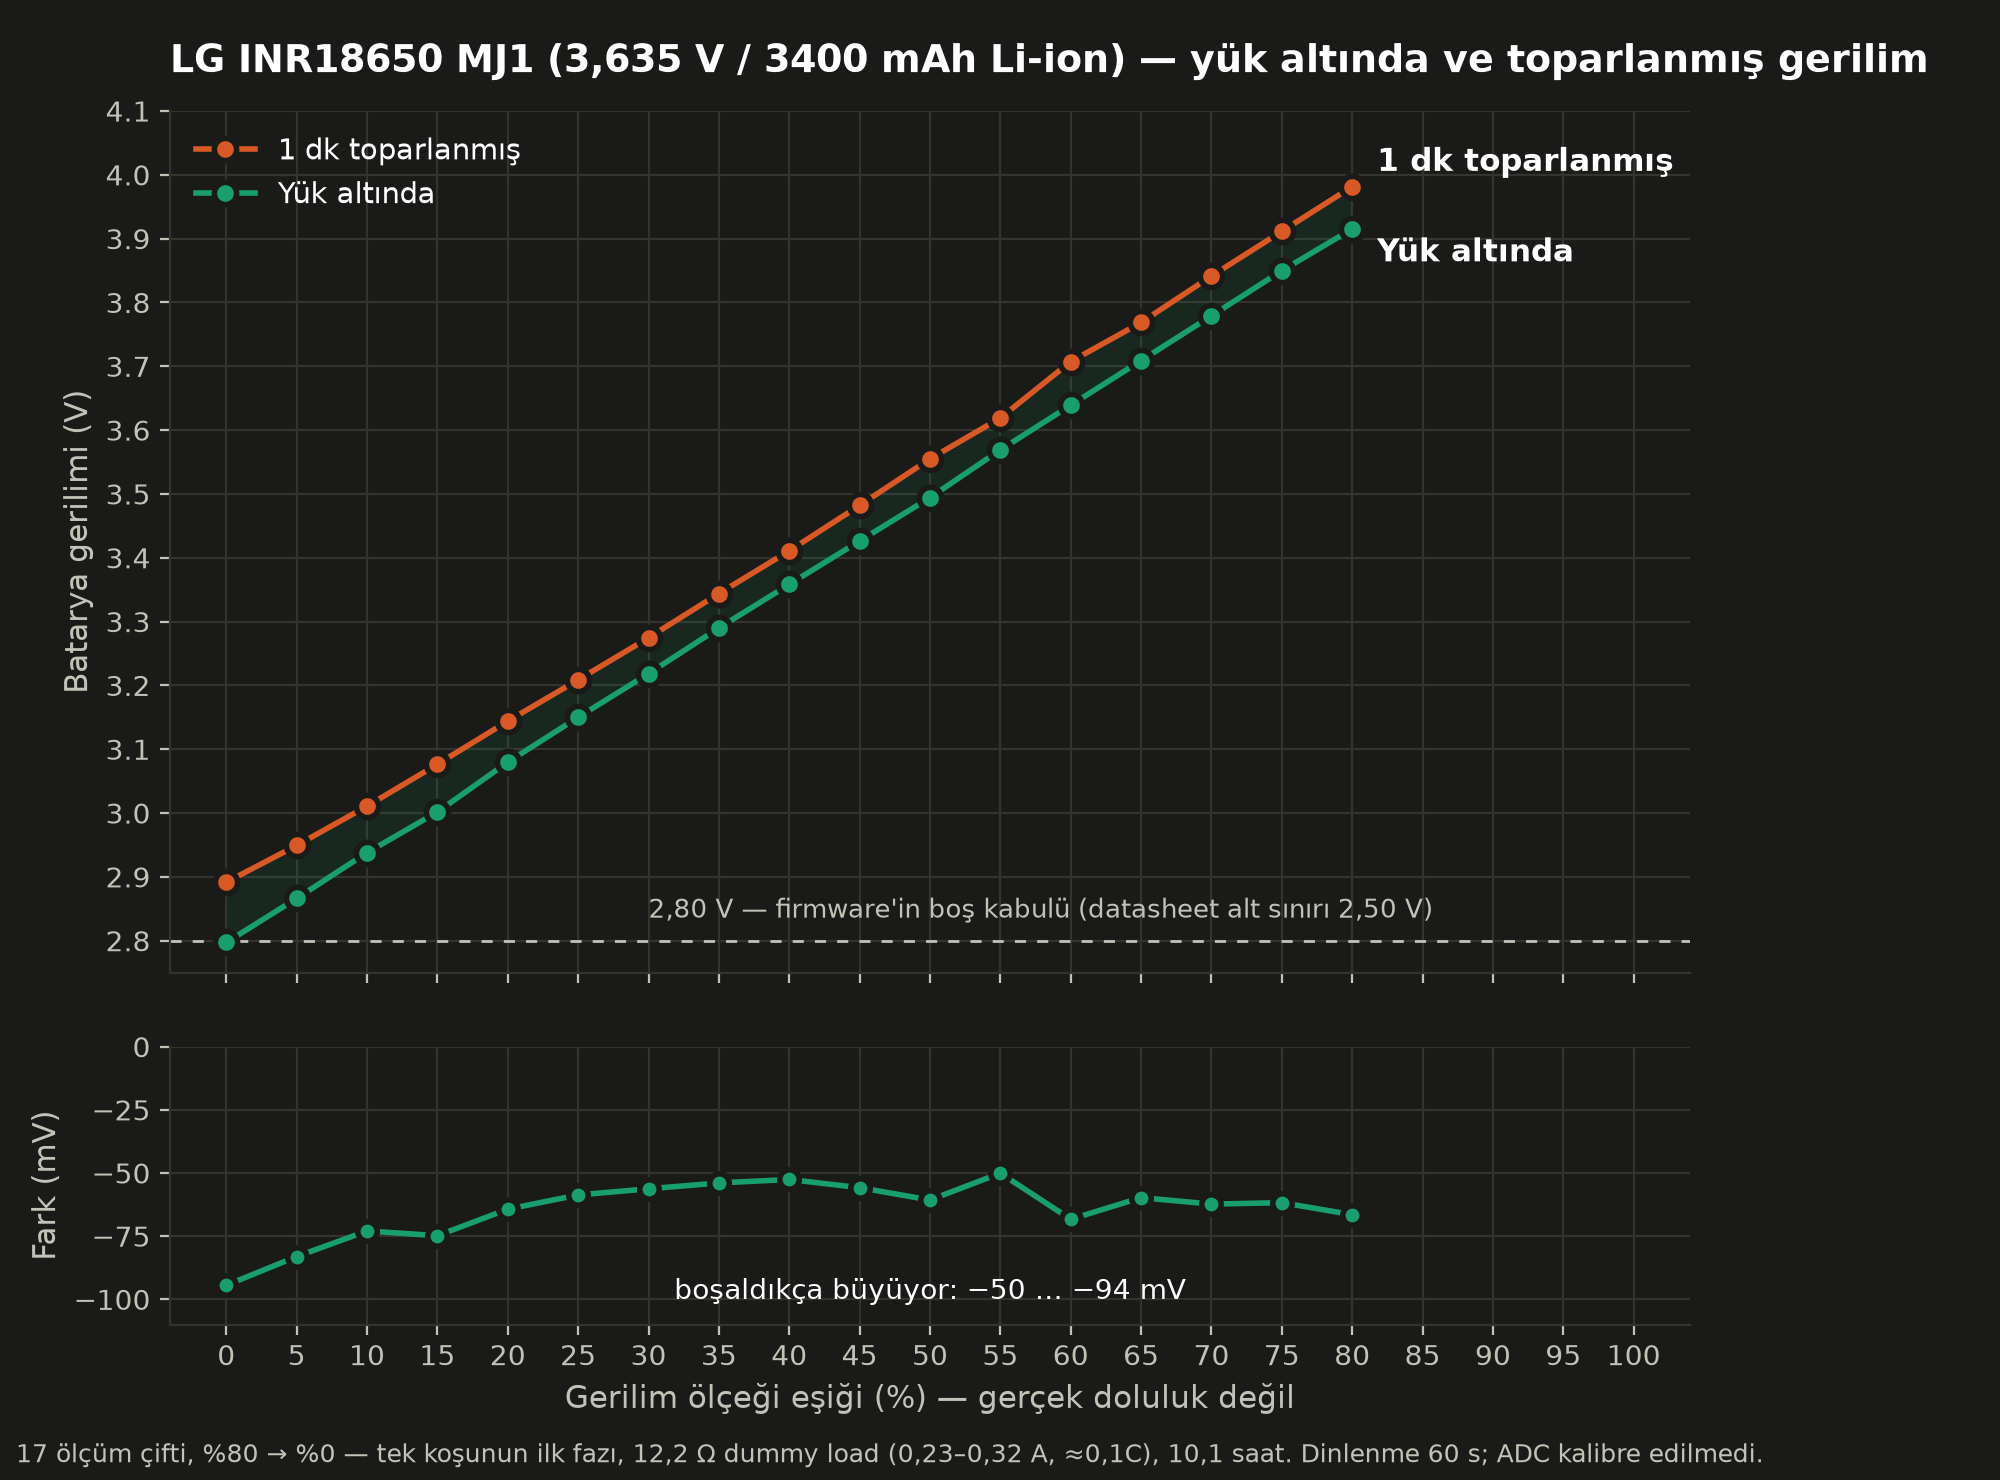 LG INR18650 MJ1 (3,635 V / 3400 mAh Li-ion) — yük altında ve toparlanmış gerilim
4.1
4.0
3.9
3.8
3.7
3.6
3.5
3.4
3.3
3.2
3.1
3.0
2.9
2.8
Batarya gerilimi (V)
1 dk toparlanmış
Yük altında
1 dk toparlanmış
Yük altında
2,80 V — firmware'in boş kabulü (datasheet alt sınırı 2,50 V)
0
−25
−50
−75
−100
Fark (mV)
boşaldıkça büyüyor: −50 … −94 mV
0 5 10 15 20 25 30 35 40 45 50 55 60 65 70 75 80 85 90 95 100
Gerilim ölçeği eşiği (%) — gerçek doluluk değil
17 ölçüm çifti, %80 → %0 — tek koşunun ilk fazı, 12,2 Ω dummy load (0,23–0,32 A, ≈0,1C), 10,1 saat. Dinlenme 60 s; ADC kalibre edilmedi.